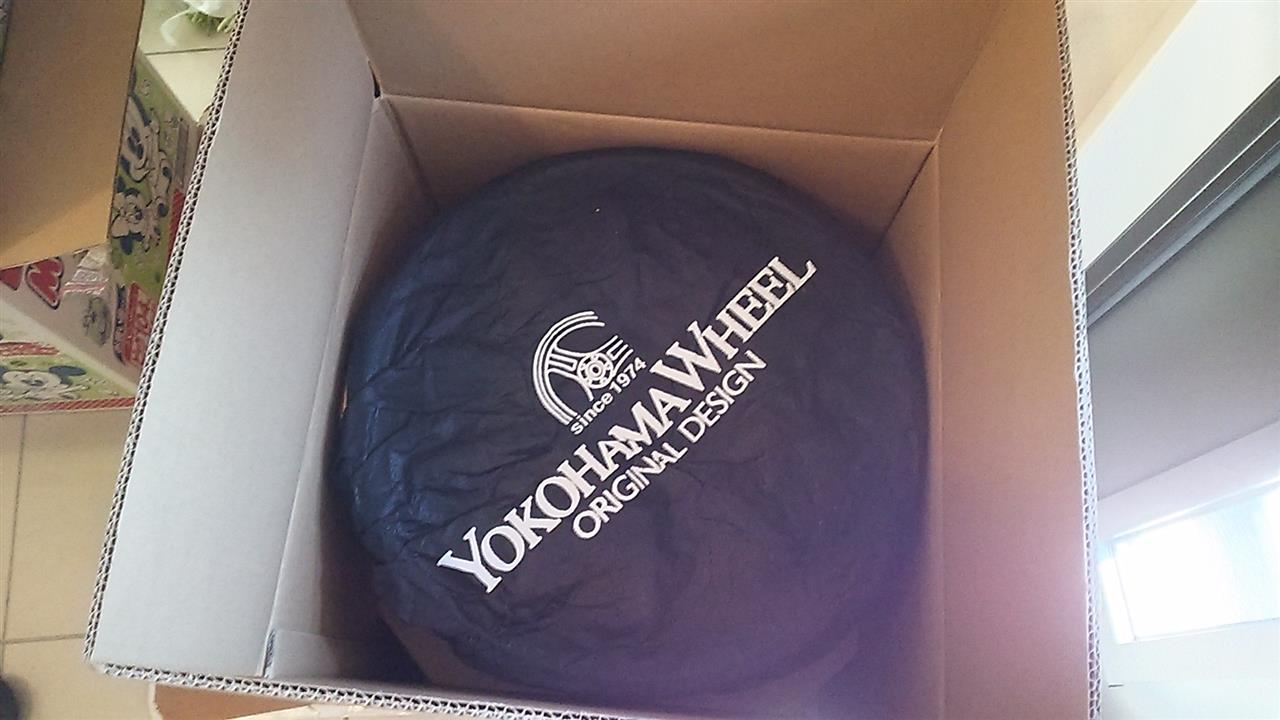 since 1974
YOKOHAMA WHEEL
ORIGINAL DESIGN